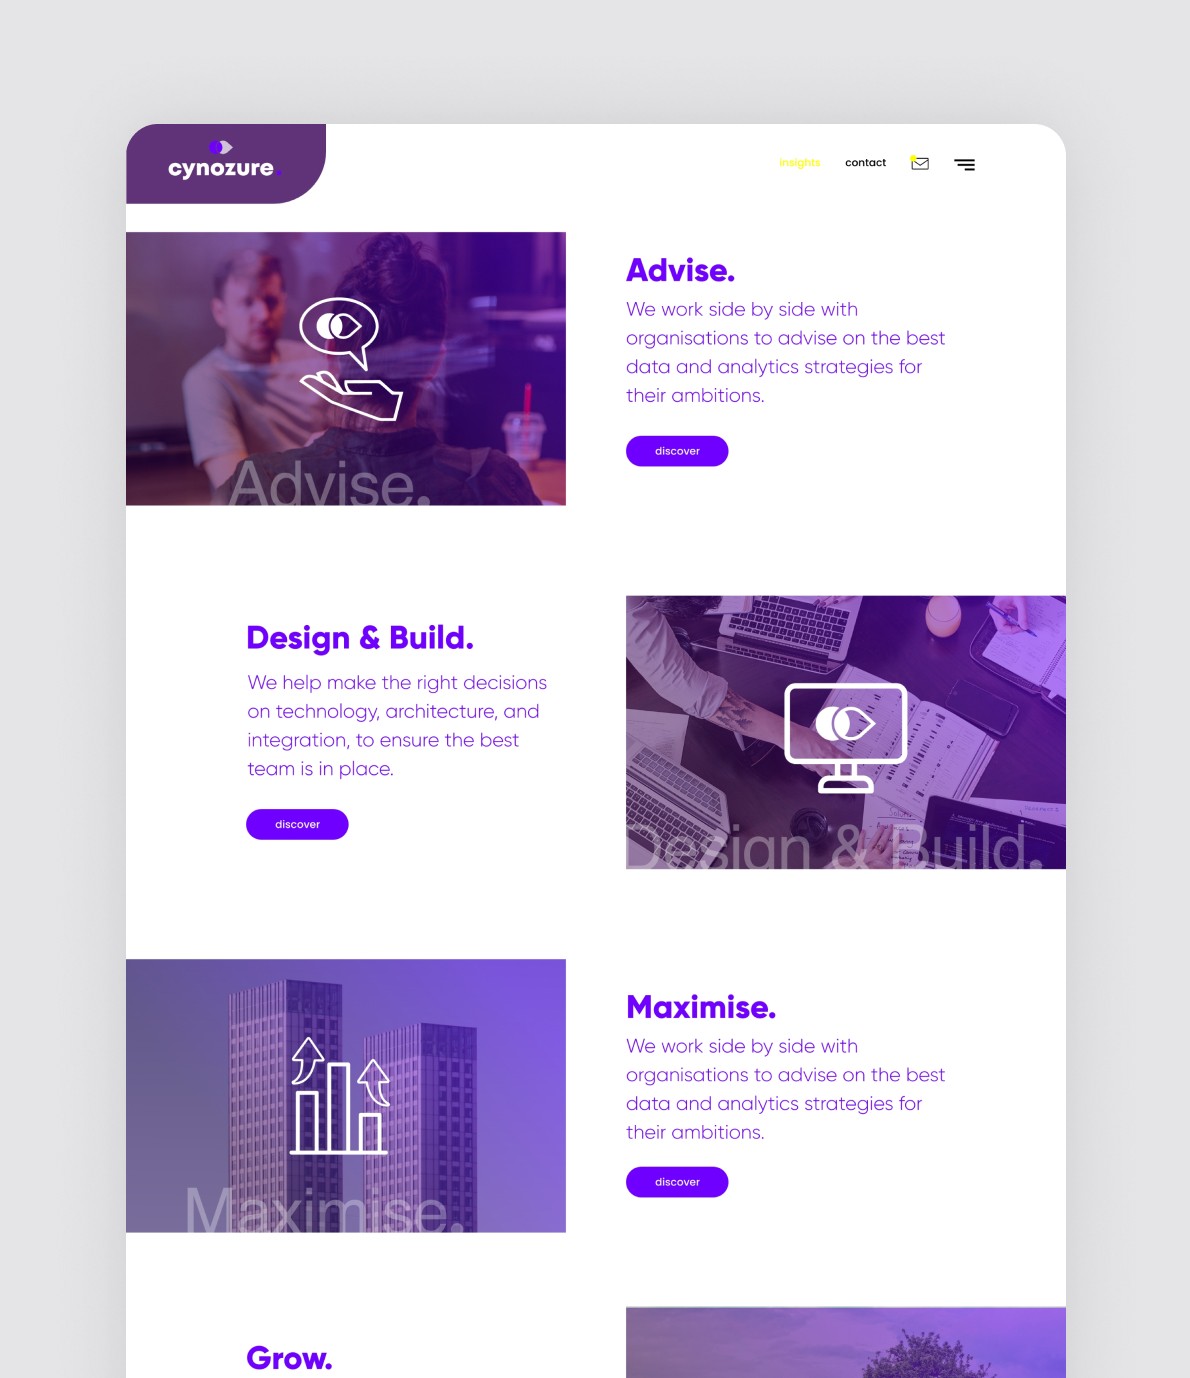 cynozure.
insights
contact
Advise.
We work side by side with
organisations to advise on the best
data and analytics strategies for
their ambitions.
discover
Advise.
Design & Build.
We help make the right decisions
on technology, architecture, and
integration, to ensure the best
team is in place.
discover
Design & Build.
Maximise.
We work side by side with
organisations to advise on the best
data and analytics strategies for
their ambitions.
discover
Maximise.
Grow.